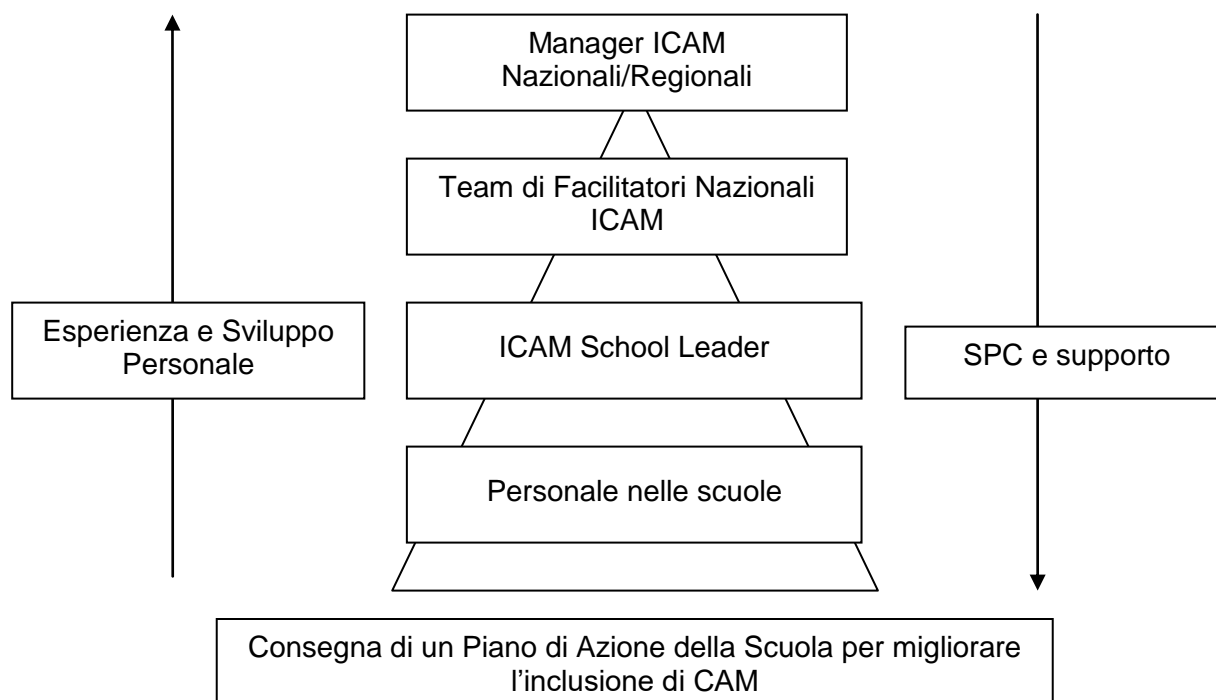 Manager ICAM
Nazionali/Regionali
Team di Facilitatori Nazionali
ICAM
Esperienza e Sviluppo
Personale
ICAM School Leader
SPC e supporto
Personale nelle scuole
Consegna di un Piano di Azione della Scuola per migliorare
l’inclusione di CAM